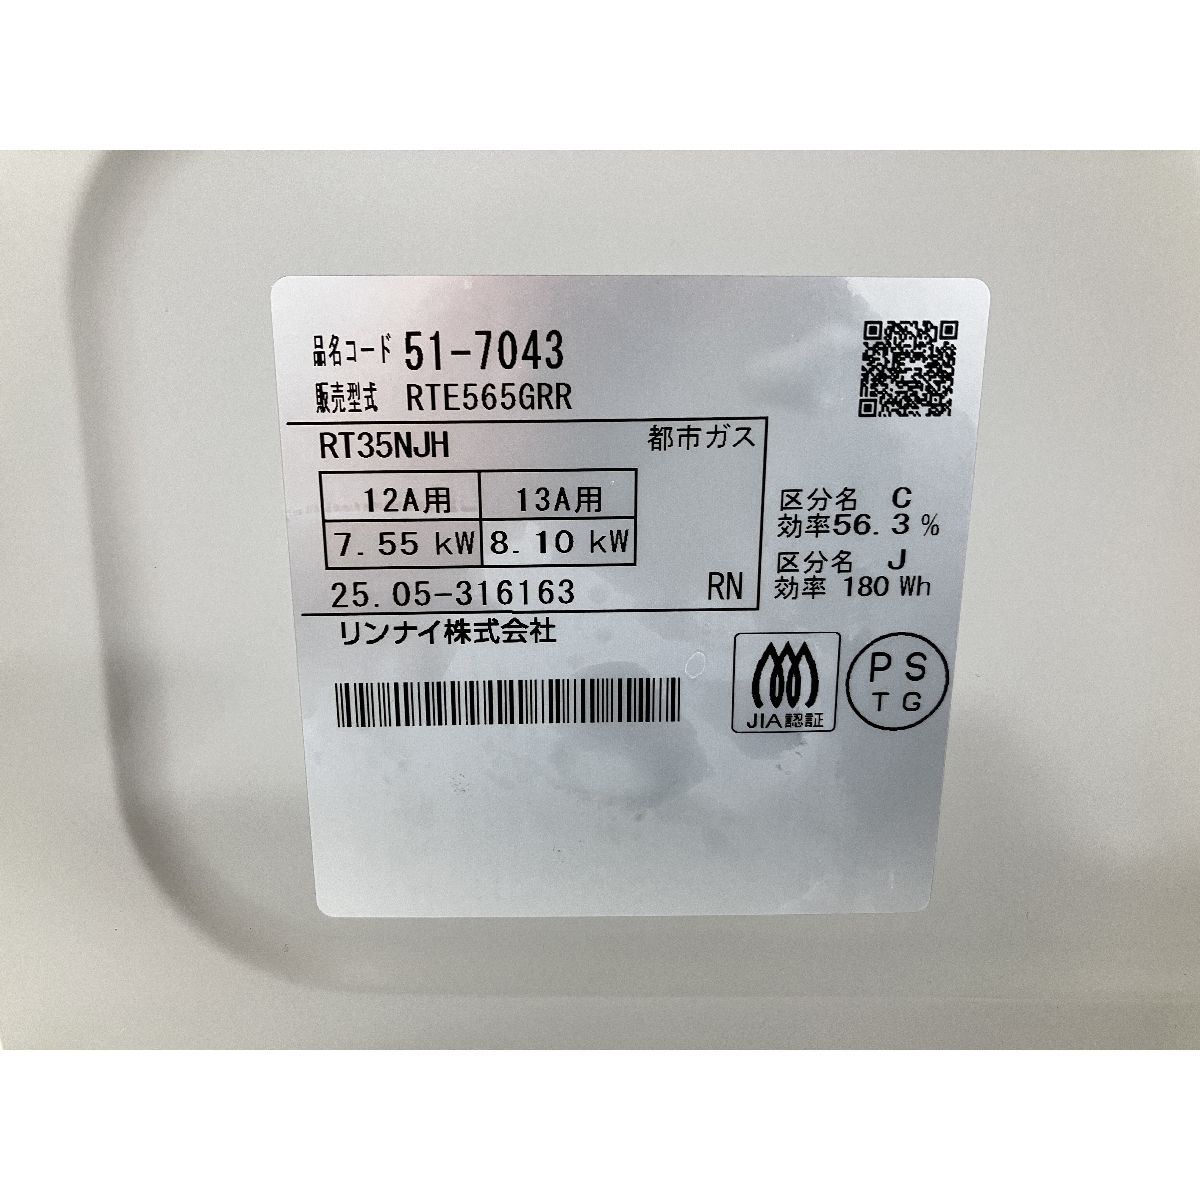 品名コード 51-7043
販売型式 RTE565GRR
RT35NJH 都市ガス
12A用 13A用
7.55 kW 8.10 kW
25.05-316163 RN
リンナイ株式会社
区分名 C
効率56.3 %
区分名 J
効率 180 Wh
JIA認証
PS
TG